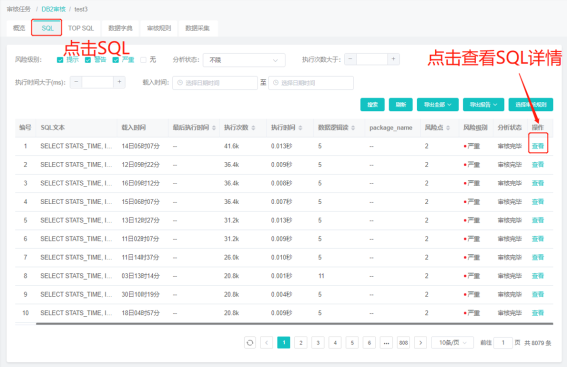 审核任务 / DB2审核 / test3
概览 SQL TOP SQL 数据字典 审核规则 数据采集
点击SQL
点击查看SQL详情
风险级别: 提示 警告 严重 无 分析状态: 不限 执行次数大于: − +
执行时间大于(ms): − + 载入时间: 选择日期时间 至 选择日期时间
搜索 刷新 导出全部 导出报告 选择审核规则
编号 SQL文本 载入时间 最后执行时间 执行次数 执行时间 数据逻辑读 package_name 风险点 风险级别 分析状态 操作
1 SELECT STATS_TIME, I... 14日05时07分 -- 41.6k 0.013秒 5 -- 2 严重 审核完毕 查看
2 SELECT STATS_TIME, I... 12日09时22分 -- 36.4k 0.009秒 5 -- 2 严重 审核完毕 查看
3 SELECT STATS_TIME, I... 16日09时12分 -- 36.4k 0.008秒 5 -- 2 严重 审核完毕 查看
4 SELECT STATS_TIME, I... 15日06时07分 -- 36.4k 0.007秒 5 -- 2 严重 审核完毕 查看
5 SELECT STATS_TIME, I... 13日12时27分 -- 31.2k 0.013秒 5 -- 2 严重 审核完毕 查看
6 SELECT STATS_TIME, I... 11日02时07分 -- 31.2k 0.009秒 5 -- 2 严重 审核完毕 查看
7 SELECT STATS_TIME, I... 11日14时37分 -- 26.0k 0.010秒 5 -- 2 严重 审核完毕 查看
8 SELECT STATS_TIME, I... 03日13时14分 -- 20.8k 0.001秒 11 -- 2 严重 审核完毕 查看
9 SELECT STATS_TIME, I... 30日10时19分 -- 20.8k 0.004秒 5 -- 2 严重 审核完毕 查看
10 SELECT STATS_TIME, I... 18日04时57分 -- 20.8k 0.009秒 5 -- 2 严重 审核完毕 查看
1 2 3 4 5 6 ••• 808 10条/页 前往 1 页 共 8079 条